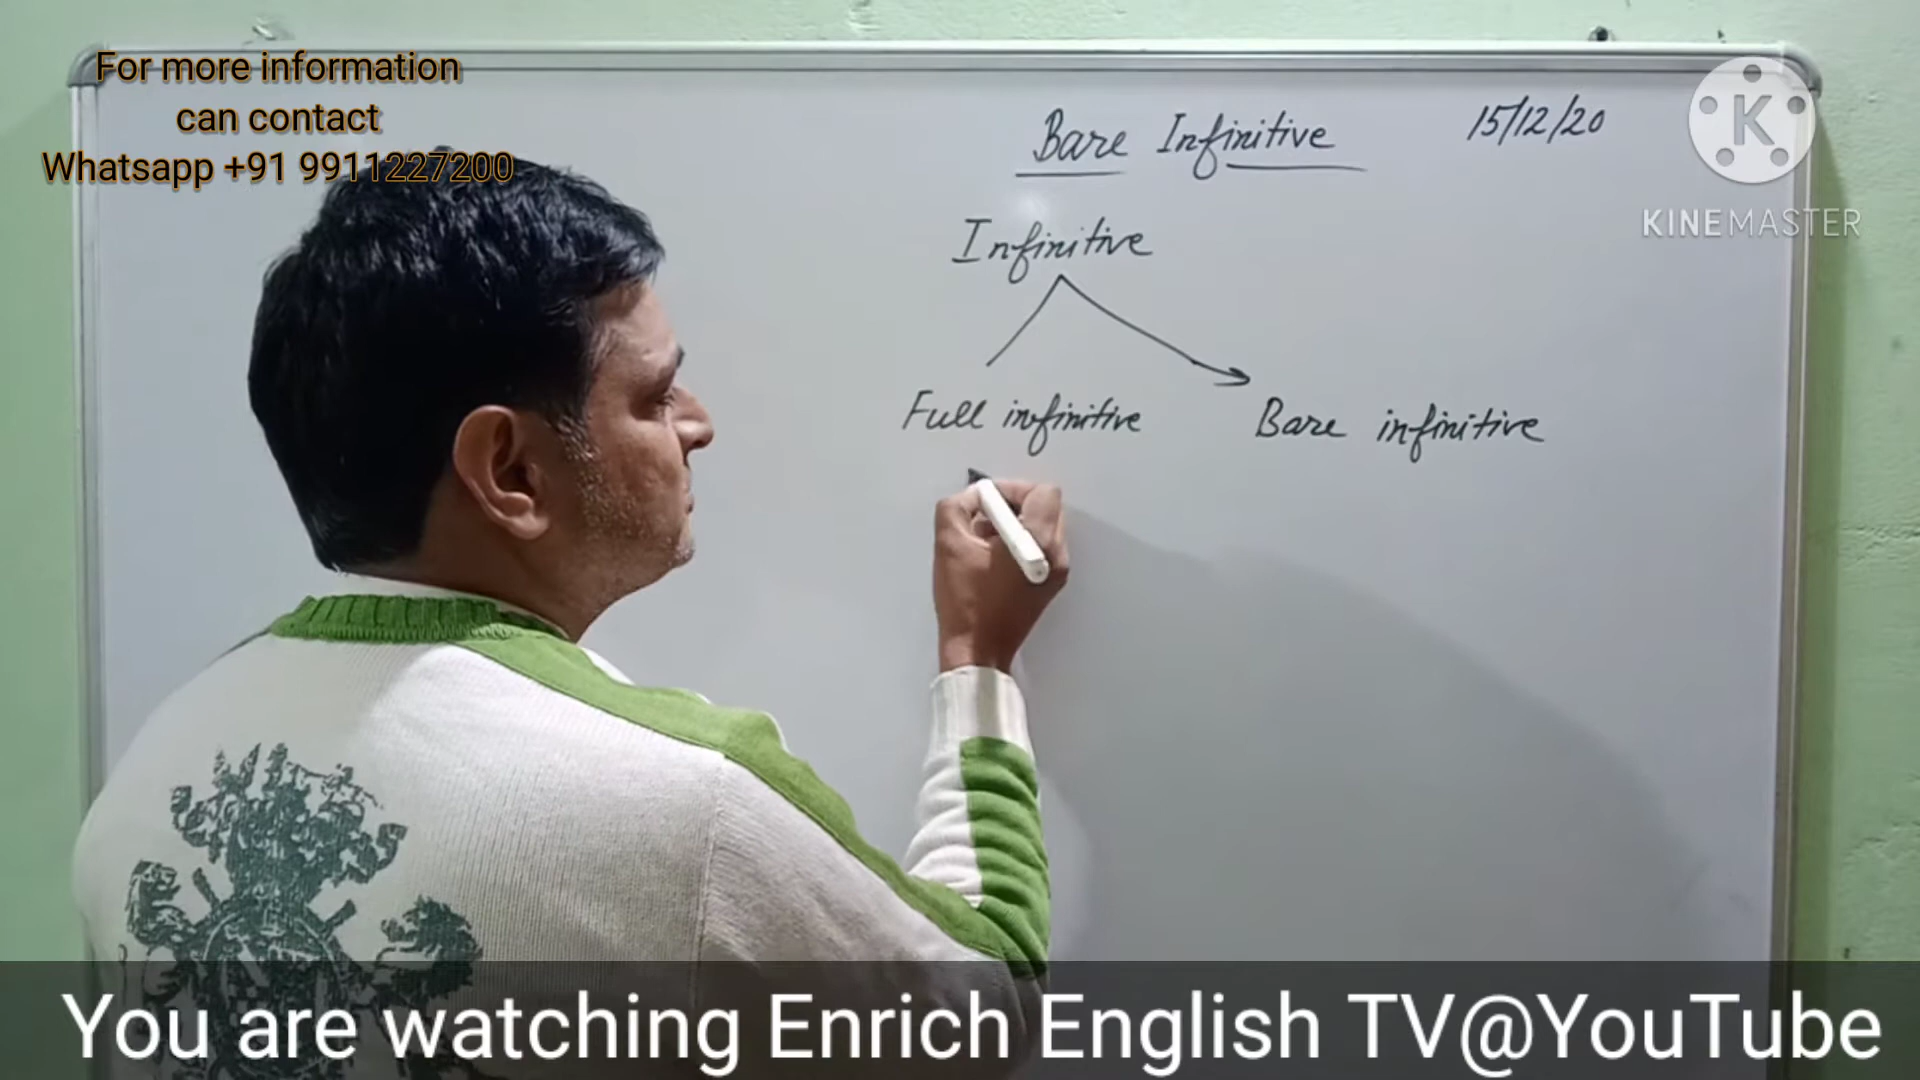 For more information
can contact
Whatsapp +91 9911227200
Bare Infinitive 15/12/20
K
KINEMASTER
Infinitive
Full infinitive Bare infinitive
You are watching Enrich English TV@YouTube